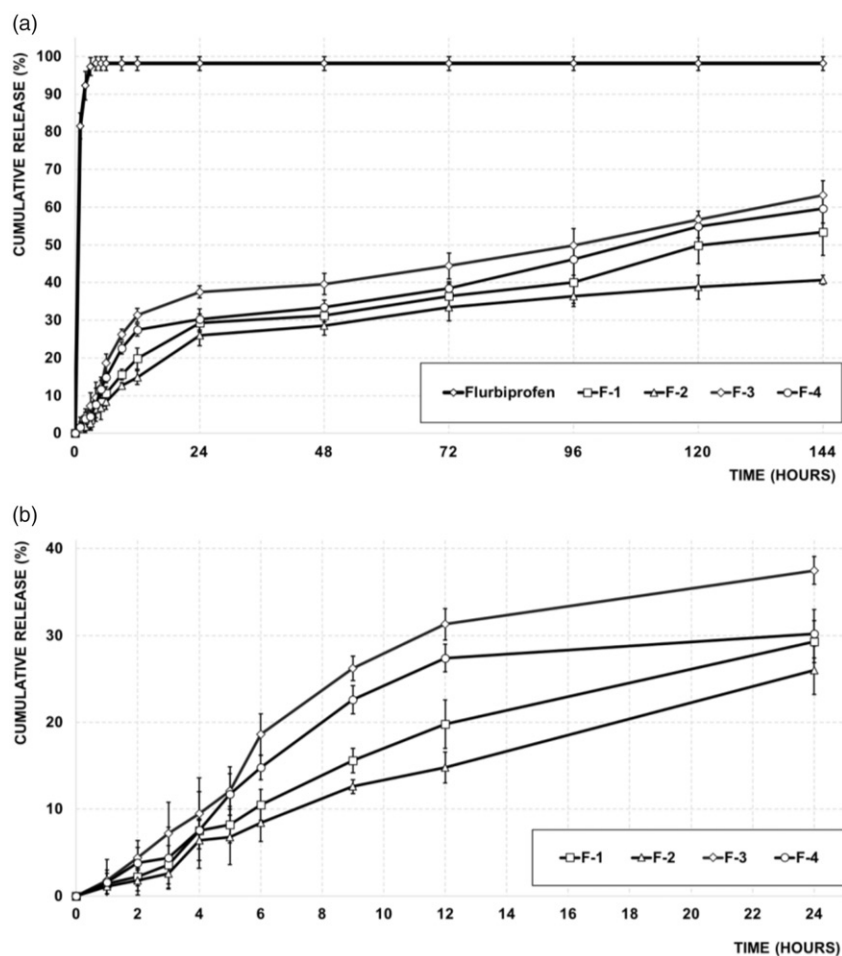 (a)
CUMULATIVE RELEASE (%)
100
90
80
70
60
50
40
30
20
10
0
0 24 48 72 96 120 144
TIME (HOURS)
Flurbiprofen F-1 F-2 F-3 F-4
(b)
CUMULATIVE RELEASE (%)
40
30
20
10
0
0 2 4 6 8 10 12 14 16 18 20 22 24
TIME (HOURS)
F-1 F-2 F-3 F-4